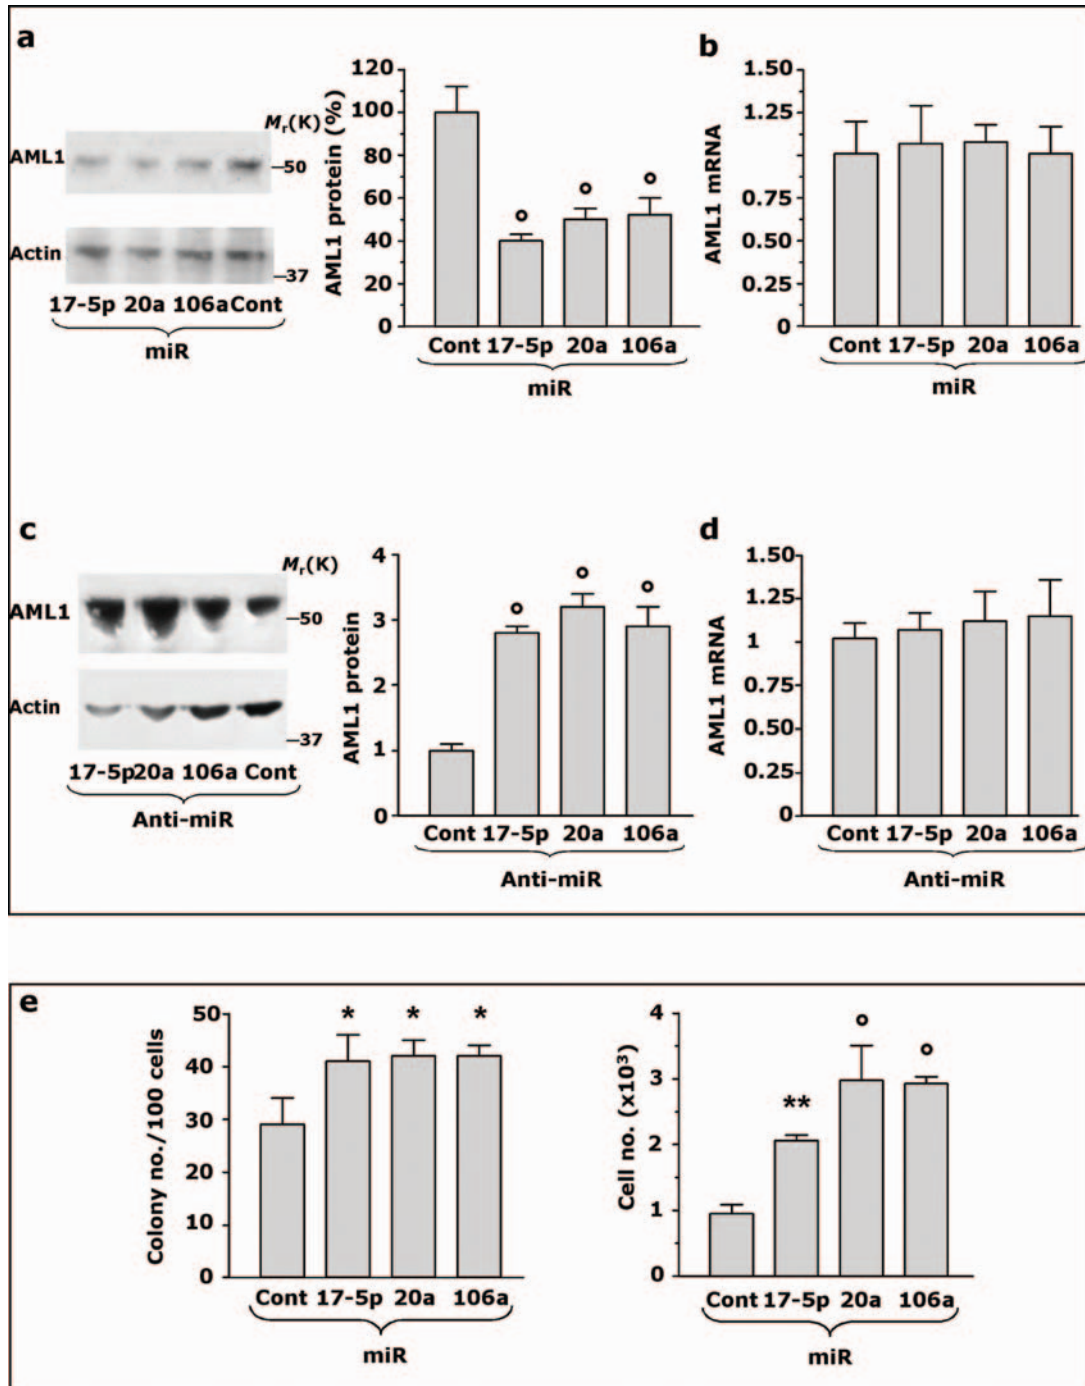 a
AML1
Mr(K)
–50
Actin
–37
17-5p 20a 106a Cont
miR
AML1 protein (%)
120
100
80
60
40
20
0
Cont 17-5p 20a 106a
miR
b
AML1 mRNA
1.50
1.25
1.0
0.75
0.50
0.25
0
Cont 17-5p 20a 106a
miR
c
AML1
Mr(K)
–50
Actin
–37
17-5p 20a 106a Cont
Anti-miR
AML1 protein
4
3
2
1
0
Cont 17-5p 20a 106a
Anti-miR
d
AML1 mRNA
1.50
1.25
1
0.75
0.50
0.25
0
Cont 17-5p 20a 106a
Anti-miR
e
Colony no./100 cells
50
40
30
20
10
0
* * *
Cont 17-5p 20a 106a
miR
Cell no. (x10³)
4
3
2
1
0
**
Cont 17-5p 20a 106a
miR